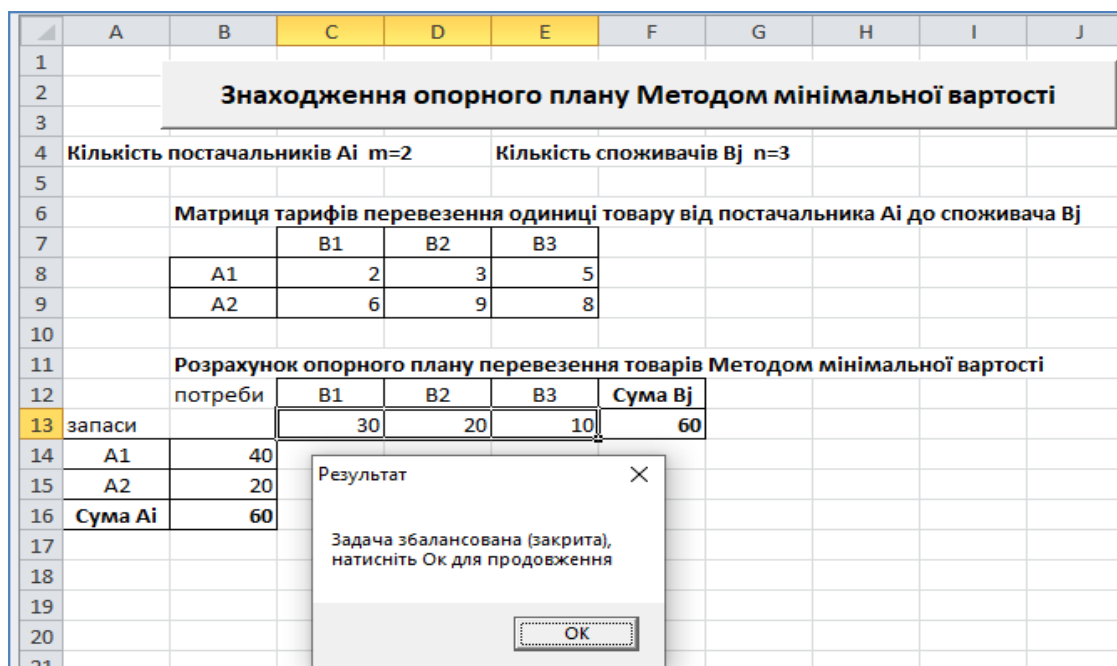 A B C D E F G H I J
1
2 Знаходження опорного плану Методом мінімальної вартості
3
4 Кількість постачальників Ai m=2 Кількість споживачів Bj n=3
5
6 Матриця тарифів перевезення одиниці товару від постачальника Ai до споживача Bj
7 B1 B2 B3
8 A1 2 3 5
9 A2 6 9 8
10
11 Розрахунок опорного плану перевезення товарів Методом мінімальної вартості
12 потреби B1 B2 B3 Сума Bj
13 запаси 30 20 10 60
14 A1 40
15 A2 20
16 Сума Ai 60
Результат
Задача збалансована (закрита),
натисніть Ок для продовження
17
18
19
20
OK
21